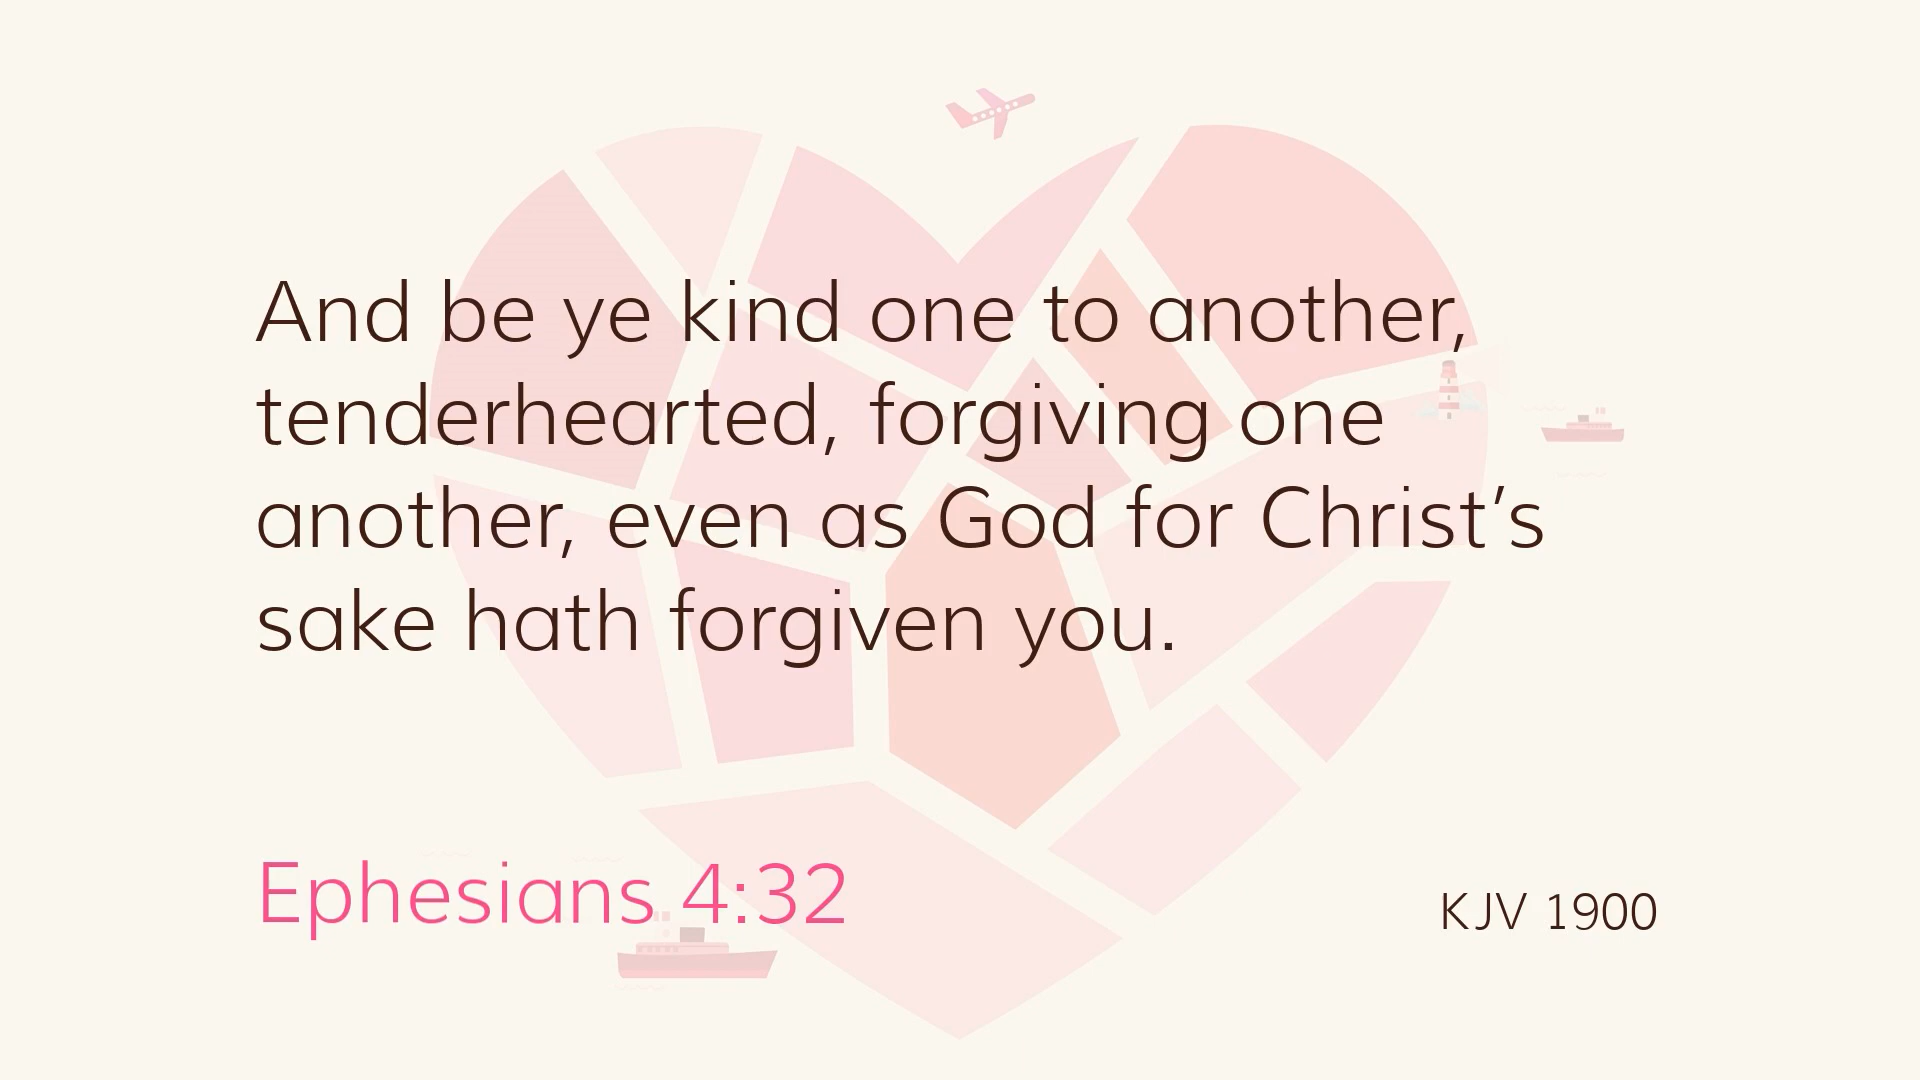 And be ye kind one to another,
tenderhearted, forgiving one
another, even as God for Christ’s
sake hath forgiven you.
Ephesians 4:32
KJV 1900